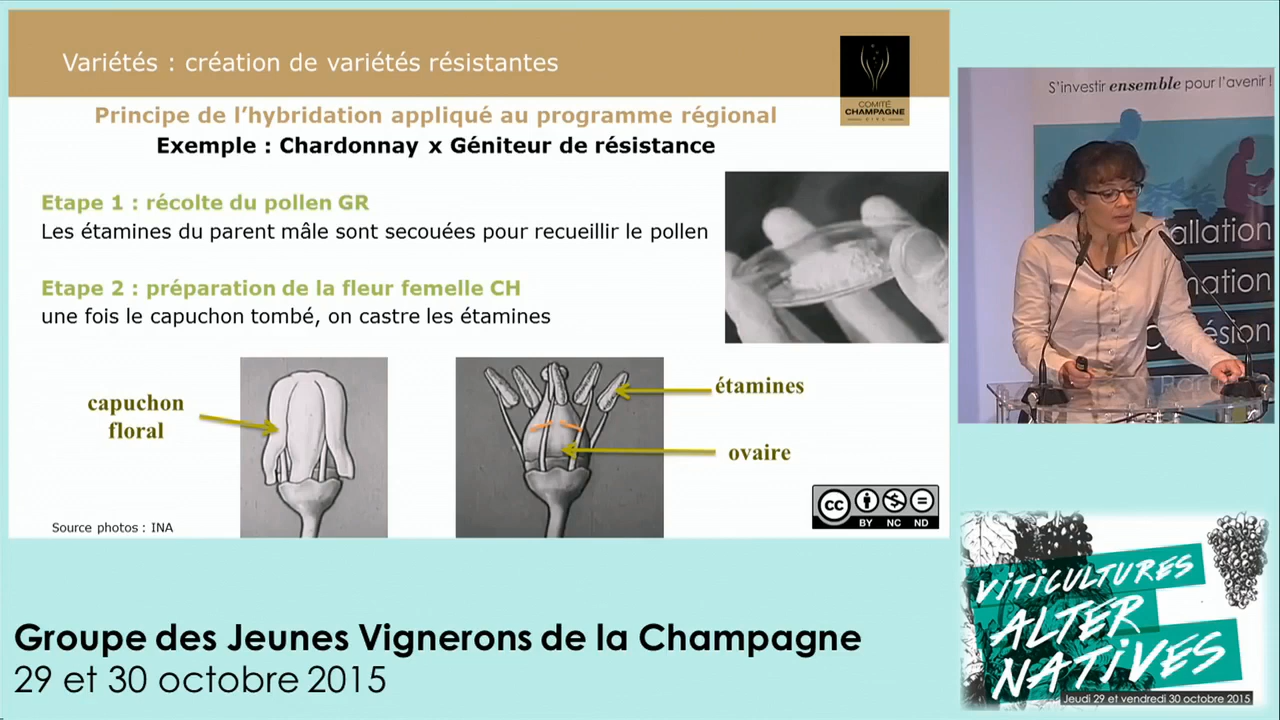 Variétés : création de variétés résistantes
COMITÉ
CHAMPAGNE
Principe de l'hybridation appliqué au programme régional
Exemple : Chardonnay x Géniteur de résistance
Etape 1 : récolte du pollen GR
Les étamines du parent mâle sont secouées pour recueillir le pollen
Etape 2 : préparation de la fleur femelle CH
une fois le capuchon tombé, on castre les étamines
capuchon
floral
étamines
ovaire
Source photos : INA
cc
BY NC ND
S'investir ensemble pour l'avenir !
allation
ation
ésion
Groupe des Jeunes Vignerons de la Champagne
29 et 30 octobre 2015
VITICULTURES
ALTER
NATIVES
Jeudi 29 et vendredi 30 octobre 2015